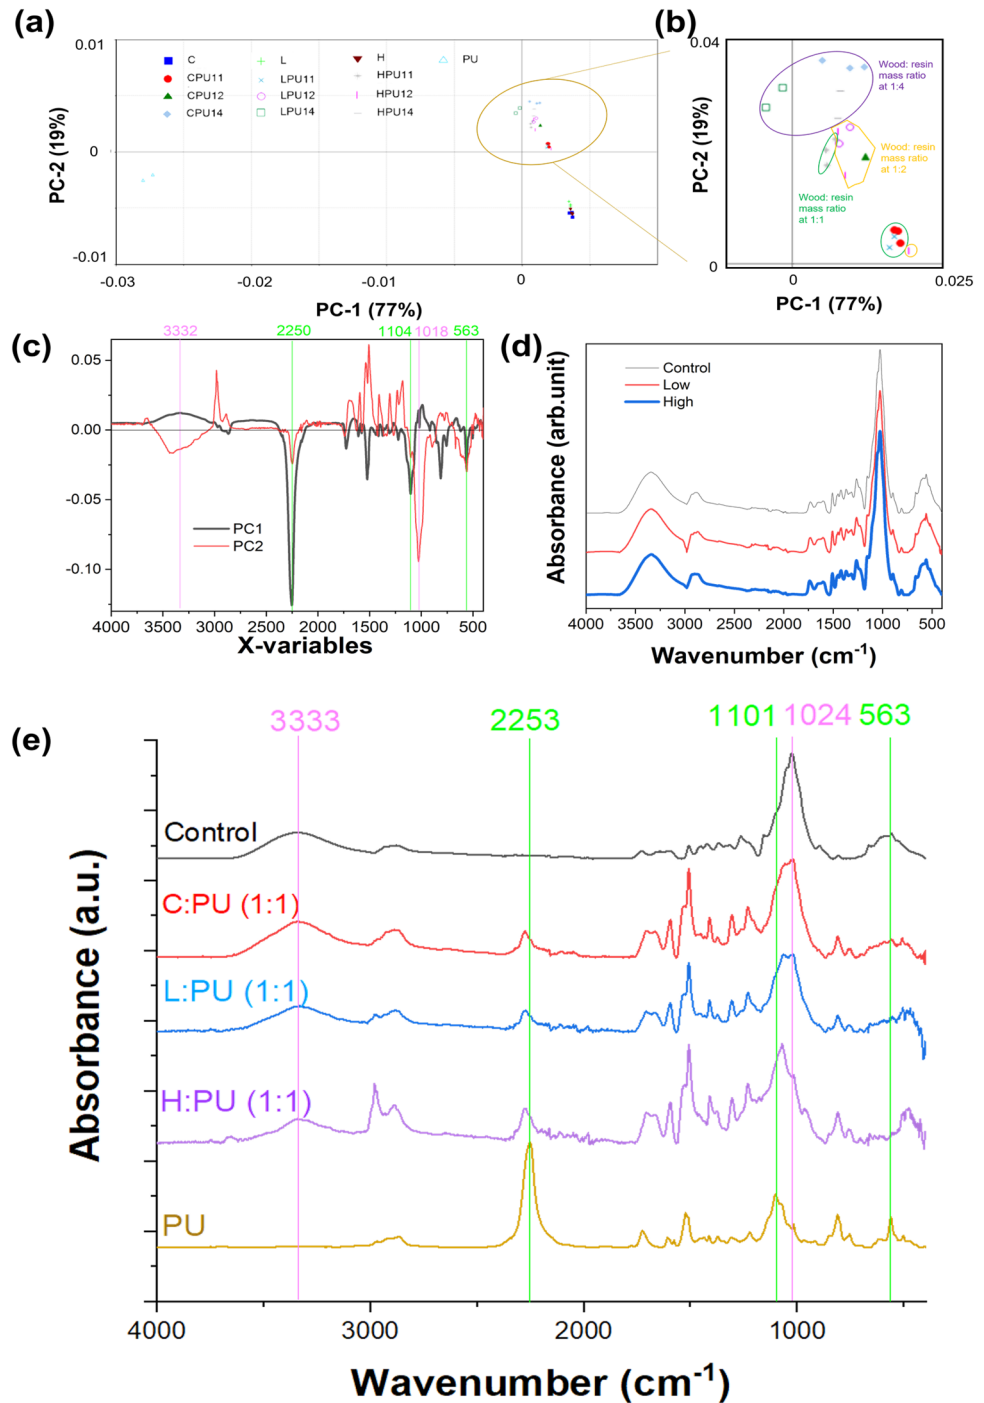 (a)
0.01
0
-0.01
PC-2 (19%)
C
L
H
PU
CPU11
LPU11
HPU11
CPU12
LPU12
HPU12
CPU14
LPU14
HPU14
-0.03
-0.02
-0.01
0
PC-1 (77%)
(b)
0.04
0
PC-2 (19%)
Wood: resin
mass ratio
at 1:4
Wood: resin
mass ratio
at 1:2
Wood: resin
mass ratio
at 1:1
0
0.025
PC-1 (77%)
(c)
3332
2250
1104
1018
563
0.05
0.00
-0.05
-0.10
PC1
PC2
4000
3500
3000
2500
2000
1500
1000
500
X-variables
(d)
Absorbance (arb.unit)
Control
Low
High
4000
3500
3000
2500
2000
1500
1000
500
Wavenumber (cm-1)
(e)
3333
2253
1101
1024
563
Absorbance (a.u.)
Control
C:PU (1:1)
L:PU (1:1)
H:PU (1:1)
PU
4000
3000
2000
1000
Wavenumber (cm-1)